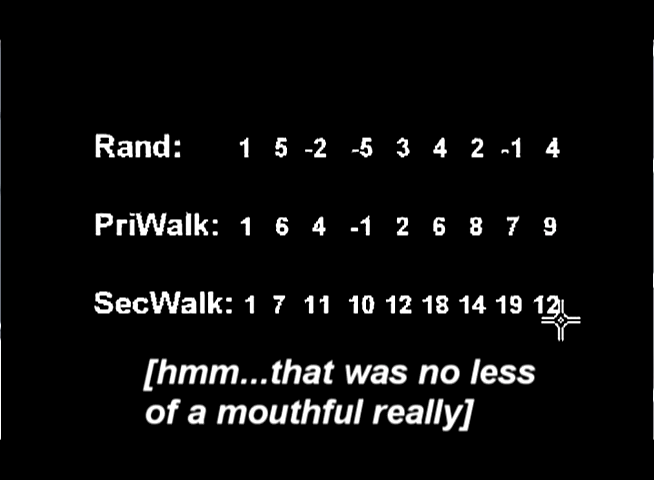 Rand: 1 5 -2 -5 3 4 2 -1 4
PriWalk: 1 6 4 -1 2 6 8 7 9
SecWalk: 1 7 11 10 12 18 14 19 12
[hmm...that was no less
of a mouthful really]